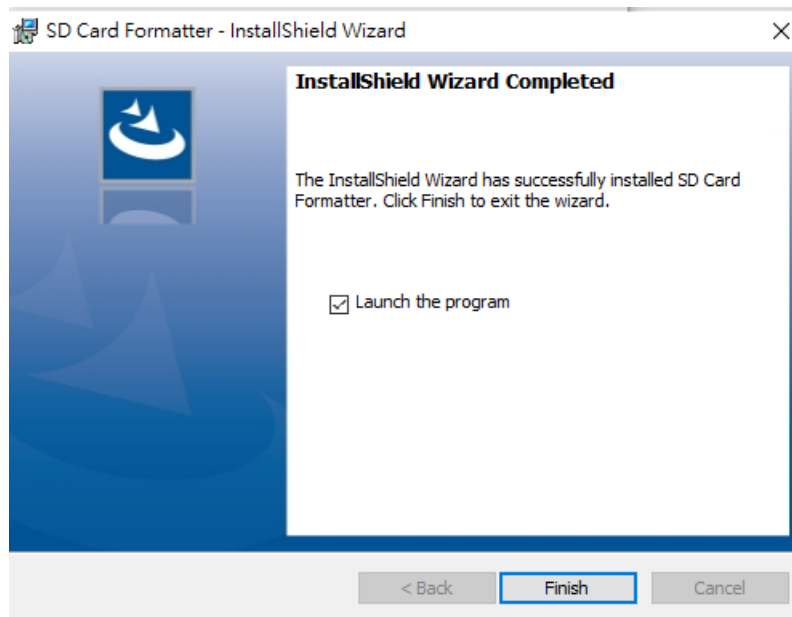 SD Card Formatter - InstallShield Wizard
InstallShield Wizard Completed
The InstallShield Wizard has successfully installed SD Card
Formatter. Click Finish to exit the wizard.
Launch the program
< Back
Finish
Cancel